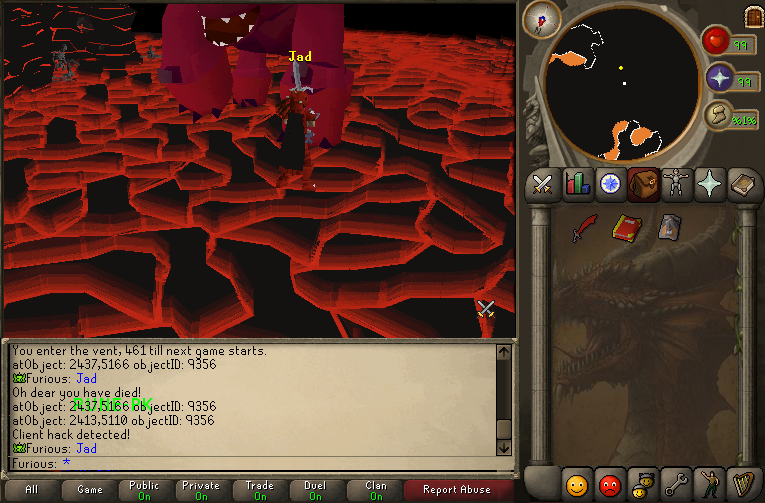 Jad
99
99
%1%
You enter the vent, 461 till next game starts.
atObject: 2437,5166 objectID: 9356
Furious: Jad
Oh dear you have died!
atObject: 2437,5166 objectID: 9356
atObject: 2413,5110 objectID: 9356
Client hack detected!
Furious: Jad
Furious: *
All
Game
Public
On
Private
On
Trade
On
Duel
On
Clan
On
Report Abuse